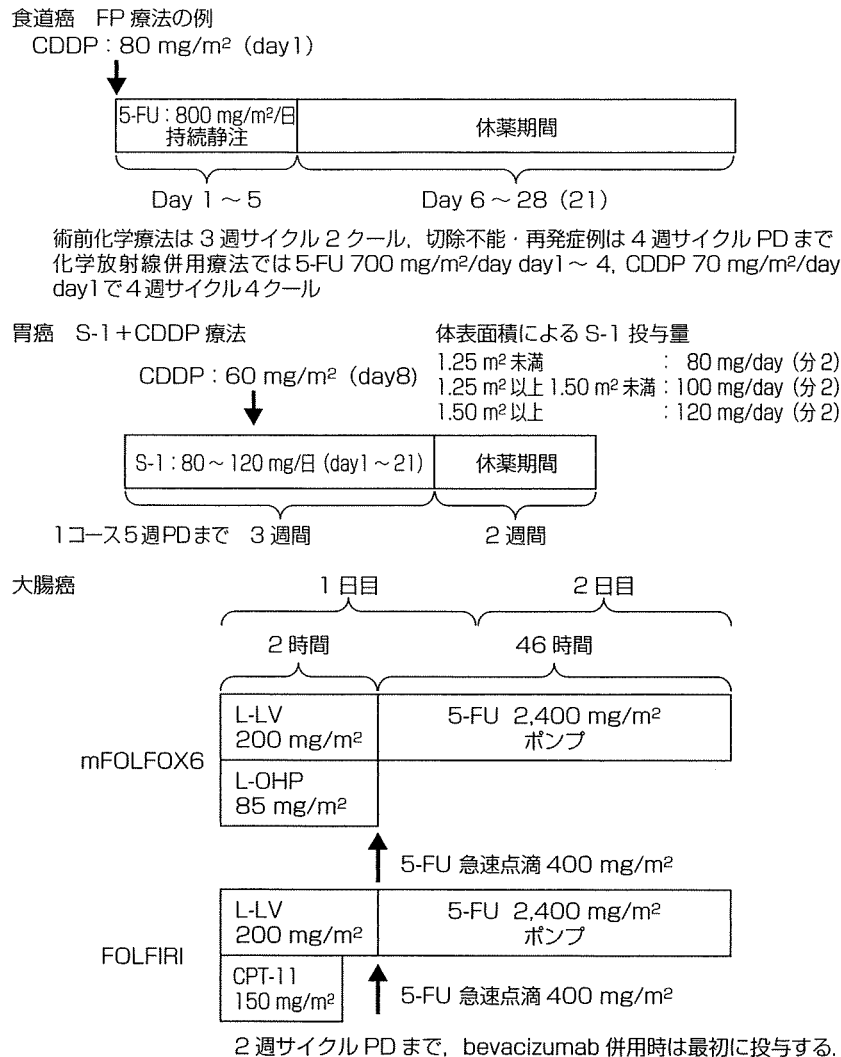 食道癌 FP 療法の例
CDDP：80 mg/m² (day1)
5-FU：800 mg/m²/日
持続静注
休薬期間
Day 1 〜 5
Day 6 〜 28 (21)
術前化学療法は 3 週サイクル 2 クール，切除不能・再発症例は 4 週サイクル PD まで
化学放射線併用療法では 5-FU 700 mg/m²/day day1 〜 4, CDDP 70 mg/m²/day
day1 で 4 週サイクル 4 クール
胃癌 S-1＋CDDP 療法
体表面積による S-1 投与量
1.25 m² 未満 ： 80 mg/day (分 2)
1.25 m² 以上 1.50 m² 未満：100 mg/day (分 2)
1.50 m² 以上 ：120 mg/day (分 2)
CDDP：60 mg/m² (day8)
S-1：80 〜 120 mg/日 (day1 〜 21)
休薬期間
1コース5週PDまで 3 週間
2 週間
大腸癌
1 日目
2 日目
2 時間
46 時間
mFOLFOX6
L-LV
200 mg/m²
5-FU 2,400 mg/m²
ポンプ
L-OHP
85 mg/m²
5-FU 急速点滴 400 mg/m²
FOLFIRI
L-LV
200 mg/m²
5-FU 2,400 mg/m²
ポンプ
CPT-11
150 mg/m²
5-FU 急速点滴 400 mg/m²
2 週サイクル PD まで，bevacizumab 併用時は最初に投与する．